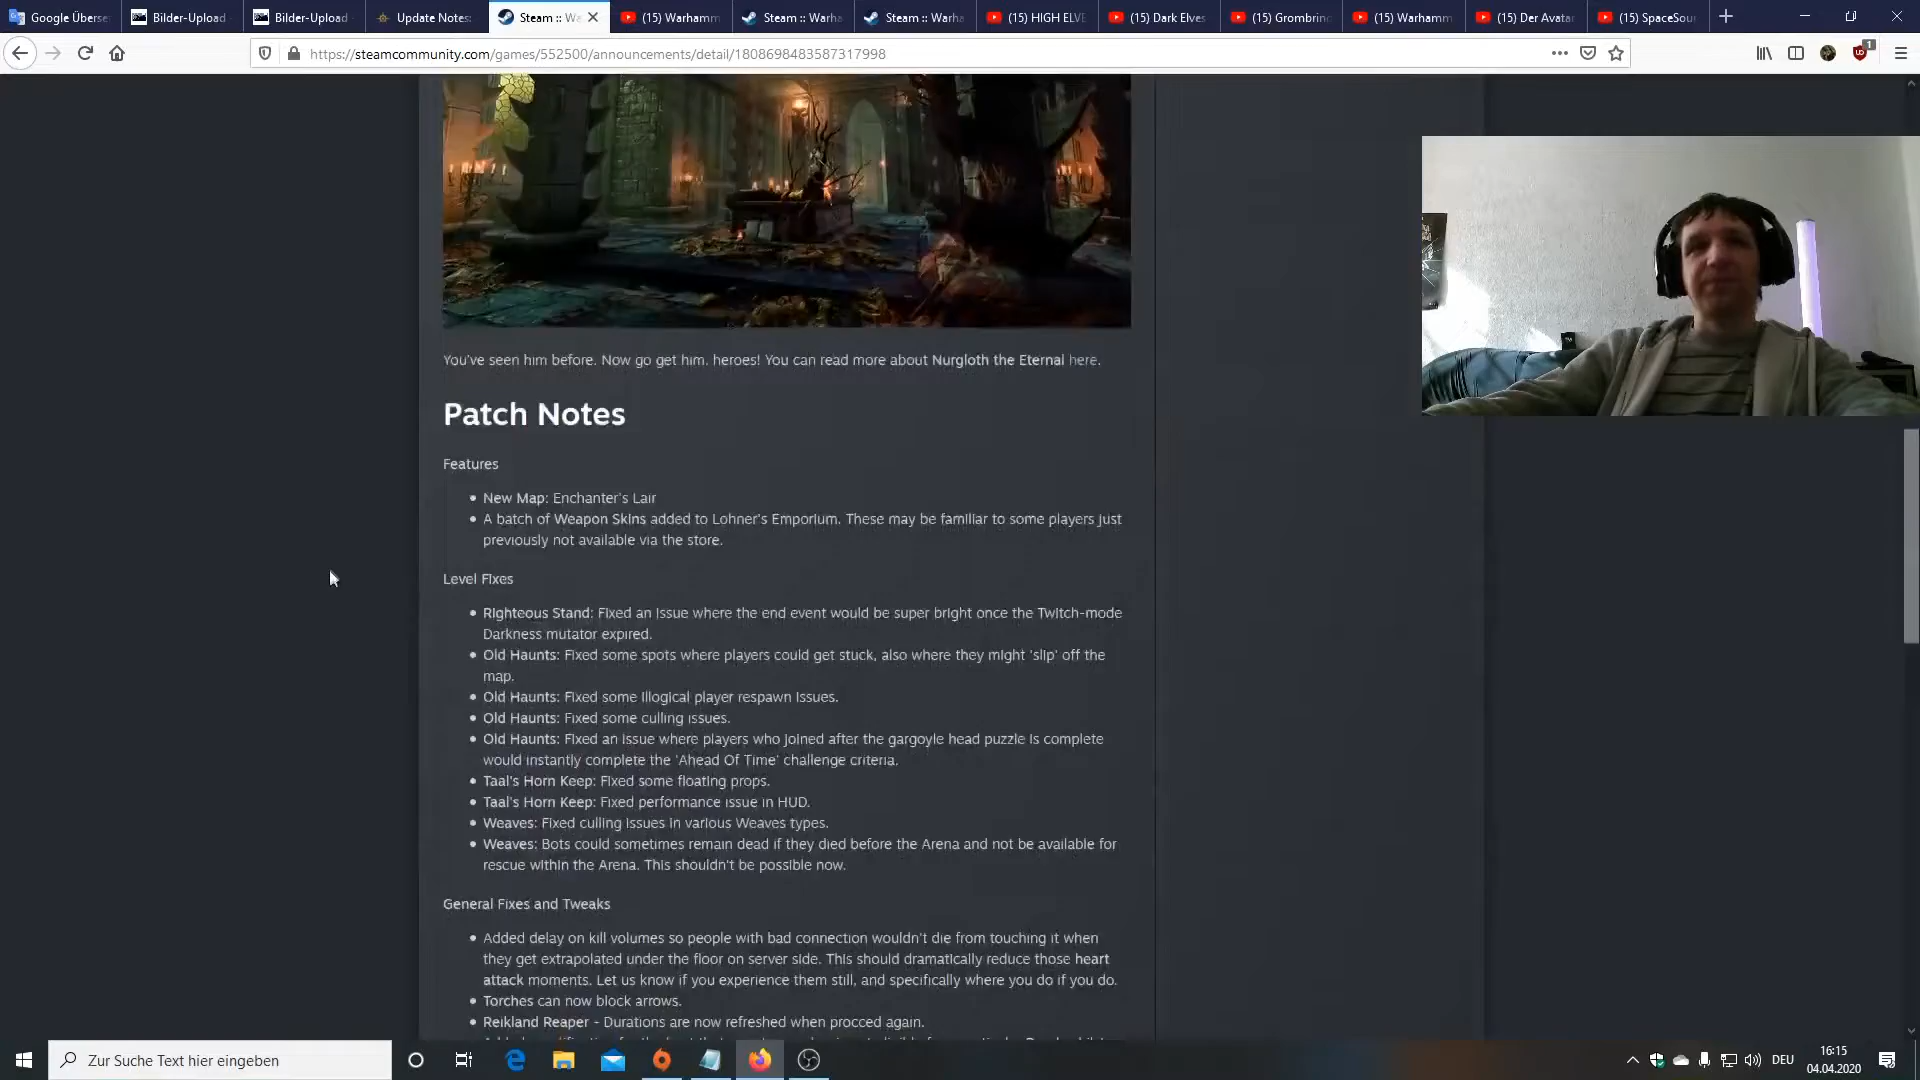 Google Überse
Bilder-Upload
Bilder-Upload
Update Notes:
Steam :: Wa
(15) Warhamm
Steam :: Warha
Steam :: Warha
(15) HIGH ELVE
(15) Dark Elves
(15) Grombrind
(15) Warhamm
Der Avata
(15) SpaceSou
https://steamcommunity.com/games/552500/announcements/detail/1808698483587317998
1
You've seen him before. Now go get him. heroes! You can read more about Nurgloth the Eternal here.
Patch Notes
Features
• New Map: Enchanter's Lair
• A batch of Weapon Skins added to Lohner's Emporium. These may be familiar to some players just
previously not available via the store.
Level Fixes
• Righteous Stand: Fixed an issue where the end event would be super bright once the Twitch-mode
Darkness mutator expired.
• Old Haunts: Fixed some spots where players could get stuck, also where they might 'slip' off the
map.
• Old Haunts: Fixed some illogical player respawn issues.
• Old Haunts: Fixed some culling issues.
• Old Haunts: Fixed an issue where players who joined after the gargoyle head puzzle is complete
would instantly complete the 'Ahead Of Time' challenge criteria.
• Taal's Horn Keep: Fixed some floating props.
• Taal's Horn Keep: Fixed performance issue in HUD.
• Weaves: Fixed culling issues in various Weaves types.
• Weaves: Bots could sometimes remain dead if they died before the Arena and not be available for
rescue within the Arena. This shouldn't be possible now.
General Fixes and Tweaks
• Added delay on kill volumes so people with bad connection wouldn't die from touching it when
they get extrapolated under the floor on server side. This should dramatically reduce those heart
attack moments. Let us know if you experience them still, and specifically where you do if you do.
• Torches can now block arrows.
• Reikland Reaper - Durations are now refreshed when procced again.
Zur Suche Text hier eingeben
DEU
16:15
04.04.2020